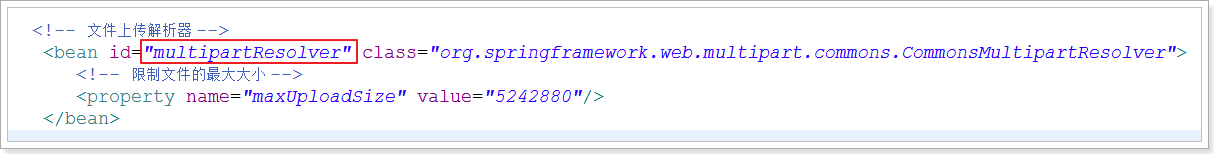 <!-- 文件上传解析器 -->
<bean id="multipartResolver" class="org.springframework.web.multipart.commons.CommonsMultipartResolver">
<!-- 限制文件的最大大小 -->
<property name="maxUploadSize" value="5242880"/>
</bean>